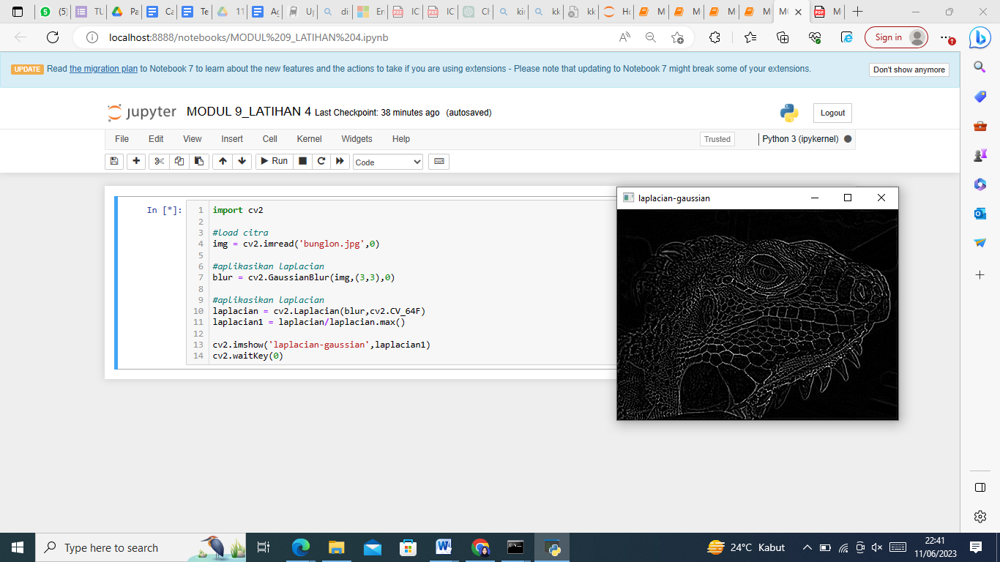 (5)
TU
Pa
Ca
Te
11
Ag
Up
di
En
IC
IC
Ch
kir
kk
kk
Ho
M
M
M
M
MO
M
localhost:8888/notebooks/MODUL%209_LATIHAN%204.ipynb
Sign in
UPDATE Read the migration plan to Notebook 7 to learn about the new features and the actions to take if you are using extensions - Please note that updating to Notebook 7 might break some of your extensions.
Don't show anymore
jupyter MODUL 9_LATIHAN 4 Last Checkpoint: 38 minutes ago (autosaved)
Logout
File Edit View Insert Cell Kernel Widgets Help
Trusted
Python 3 (ipykernel)
Run
Code
In [*]:
1 import cv2
2
3 #load citra
4 img = cv2.imread('bunglon.jpg',0)
5
6 #aplikasikan laplacian
7 blur = cv2.GaussianBlur(img,(3,3),0)
8
9 #aplikasikan laplacian
10 laplacian = cv2.Laplacian(blur,cv2.CV_64F)
11 laplacian1 = laplacian/laplacian.max()
12
13 cv2.imshow('laplacian-gaussian',laplacian1)
14 cv2.waitKey(0)
laplacian-gaussian
Type here to search
24°C Kabut
22:41
11/06/2023